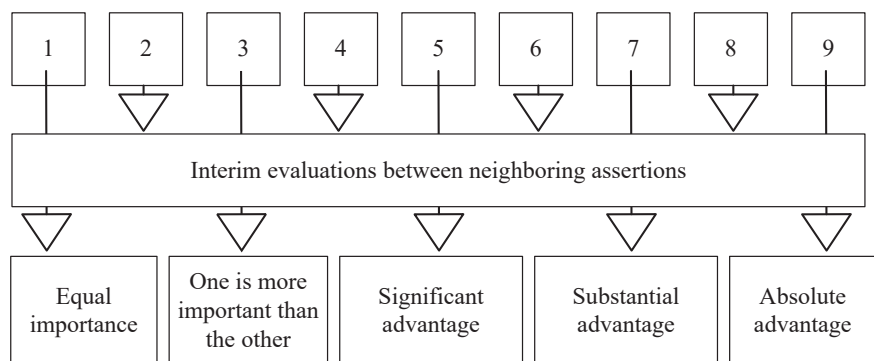 1 2 3 4 5 6 7 8 9
Interim evaluations between neighboring assertions
Equal
importance
One is more
important than
the other
Significant
advantage
Substantial
advantage
Absolute
advantage